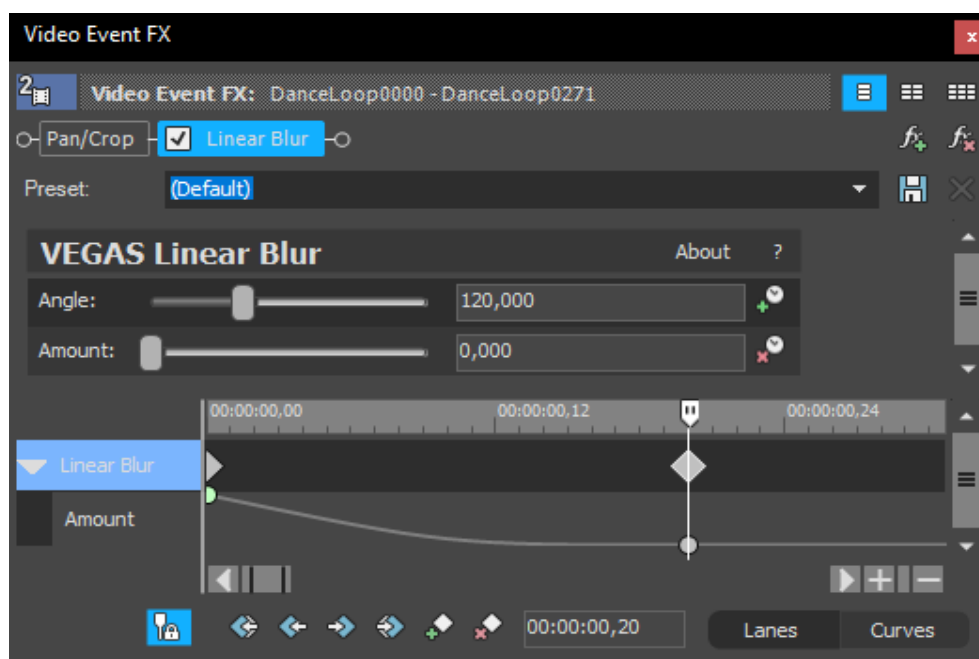 Video Event FX
x
2 Video Event FX: DanceLoop0000 - DanceLoop0271
Pan/Crop Linear Blur
Preset: (Default)
VEGAS Linear Blur About ?
Angle: 120,000
Amount: 0,000
00:00:00,00 00:00:00,12 00:00:00,24
Linear Blur
Amount
00:00:00,20 Lanes Curves